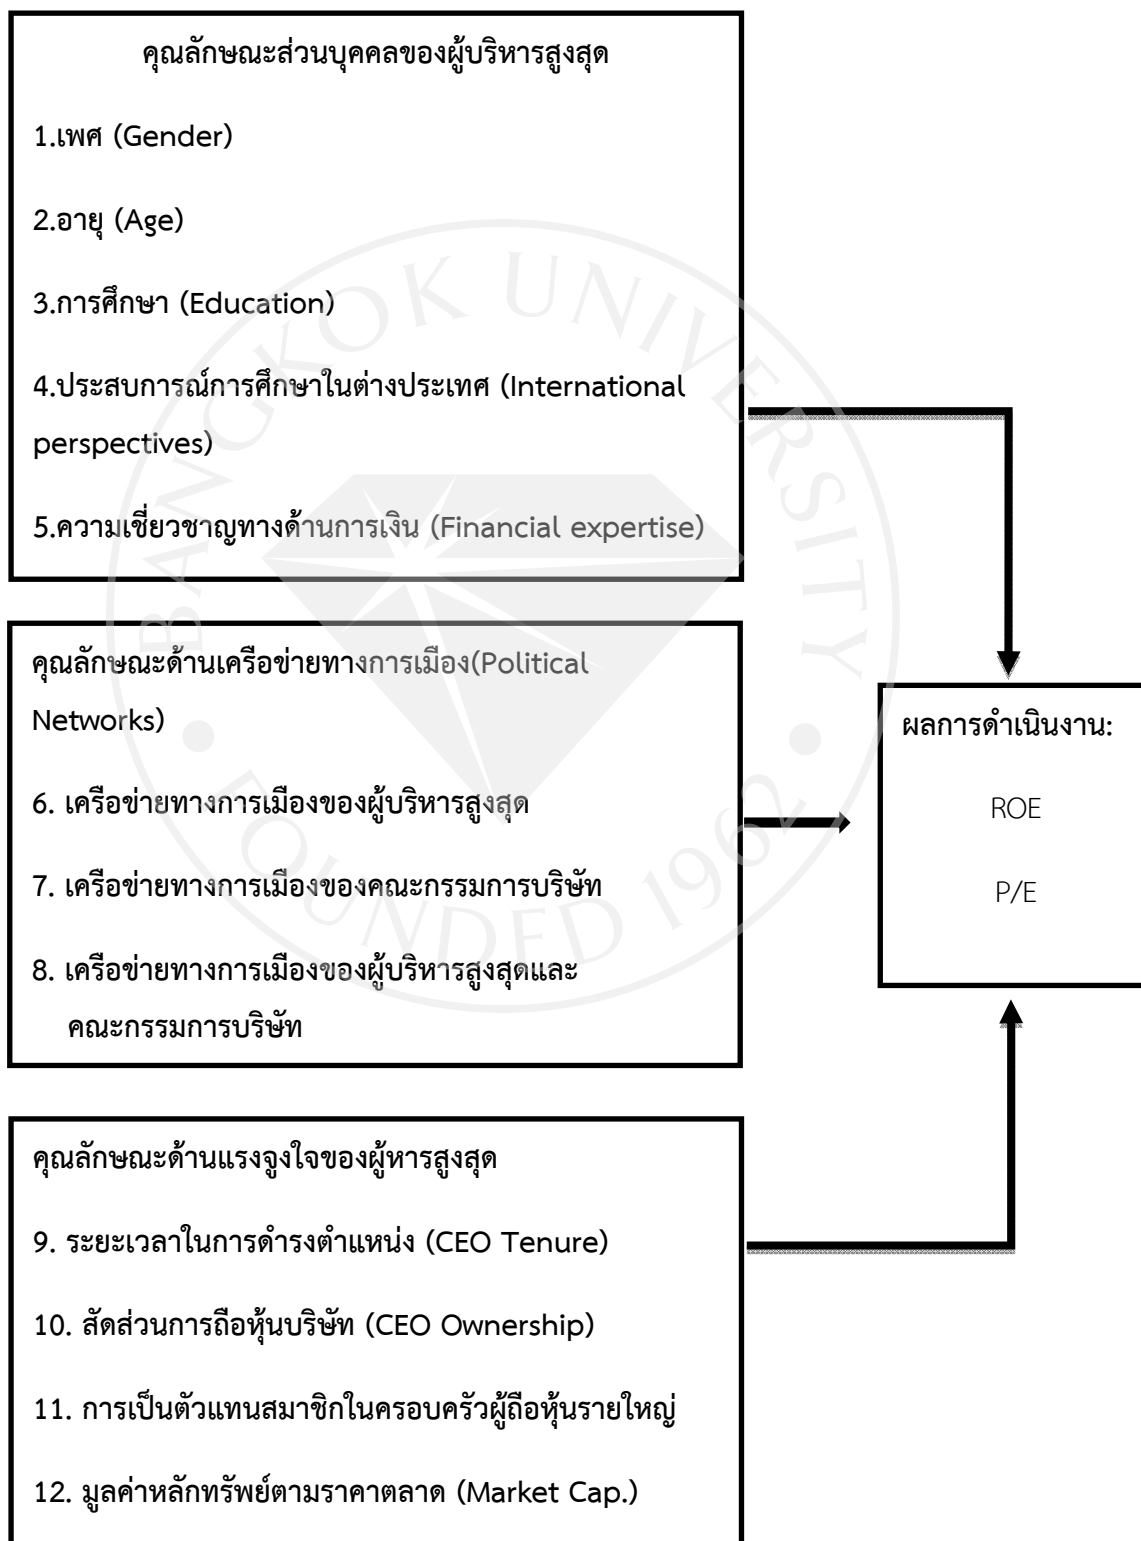 คุณลักษณะส่วนบุคคลของผู้บริหารสูงสุด
1.เพศ (Gender)
2.อายุ (Age)
3.การศึกษา (Education)
4.ประสบการณ์การศึกษาในต่างประเทศ (International
perspectives)
5.ความเชี่ยวชาญทางด้านการเงิน (Financial expertise)
คุณลักษณะด้านเครือข่ายทางการเมือง(Political
Networks)
6. เครือข่ายทางการเมืองของผู้บริหารสูงสุด
7. เครือข่ายทางการเมืองของคณะกรรมการบริษัท
8. เครือข่ายทางการเมืองของผู้บริหารสูงสุดและ
คณะกรรมการบริษัท
คุณลักษณะด้านแรงจูงใจของผู้หารสูงสุด
9. ระยะเวลาในการดำรงตำแหน่ง (CEO Tenure)
10. สัดส่วนการถือหุ้นบริษัท (CEO Ownership)
11. การเป็นตัวแทนสมาชิกในครอบครัวผู้ถือหุ้นรายใหญ่
12. มูลค่าหลักทรัพย์ตามราคาตลาด (Market Cap.)
ผลการดำเนินงาน:
ROE
P/E
BANGKOK UNIVERSITY
FOUNDED 1962